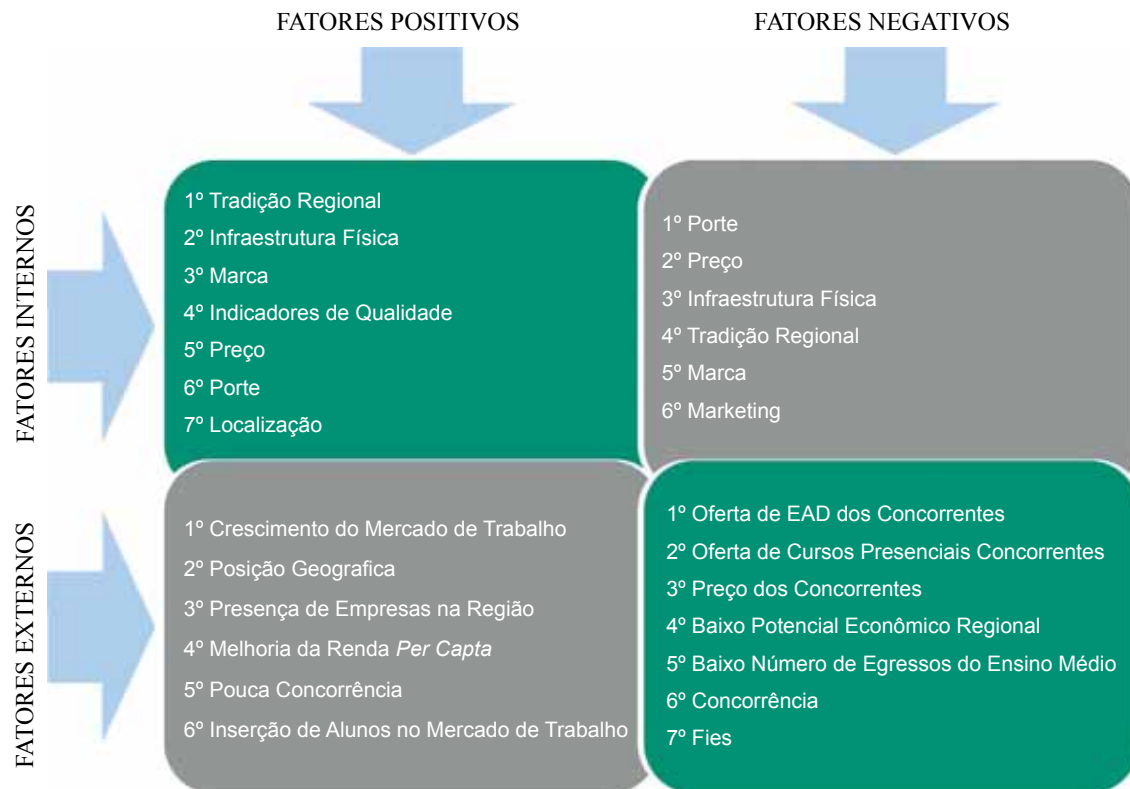 FATORES POSITIVOS
FATORES NEGATIVOS
FATORES INTERNOS
1º Tradição Regional
2º Infraestrutura Física
3º Marca
4º Indicadores de Qualidade
5º Preço
6º Porte
7º Localização
1º Porte
2º Preço
3º Infraestrutura Física
4º Tradição Regional
5º Marca
6º Marketing
FATORES EXTERNOS
1º Crescimento do Mercado de Trabalho
2º Posição Geografica
3º Presença de Empresas na Região
4º Melhoria da Renda Per Capta
5º Pouca Concorrência
6º Inserção de Alunos no Mercado de Trabalho
1º Oferta de EAD dos Concorrentes
2º Oferta de Cursos Presenciais Concorrentes
3º Preço dos Concorrentes
4º Baixo Potencial Econômico Regional
5º Baixo Número de Egressos do Ensino Médio
6º Concorrência
7º Fies